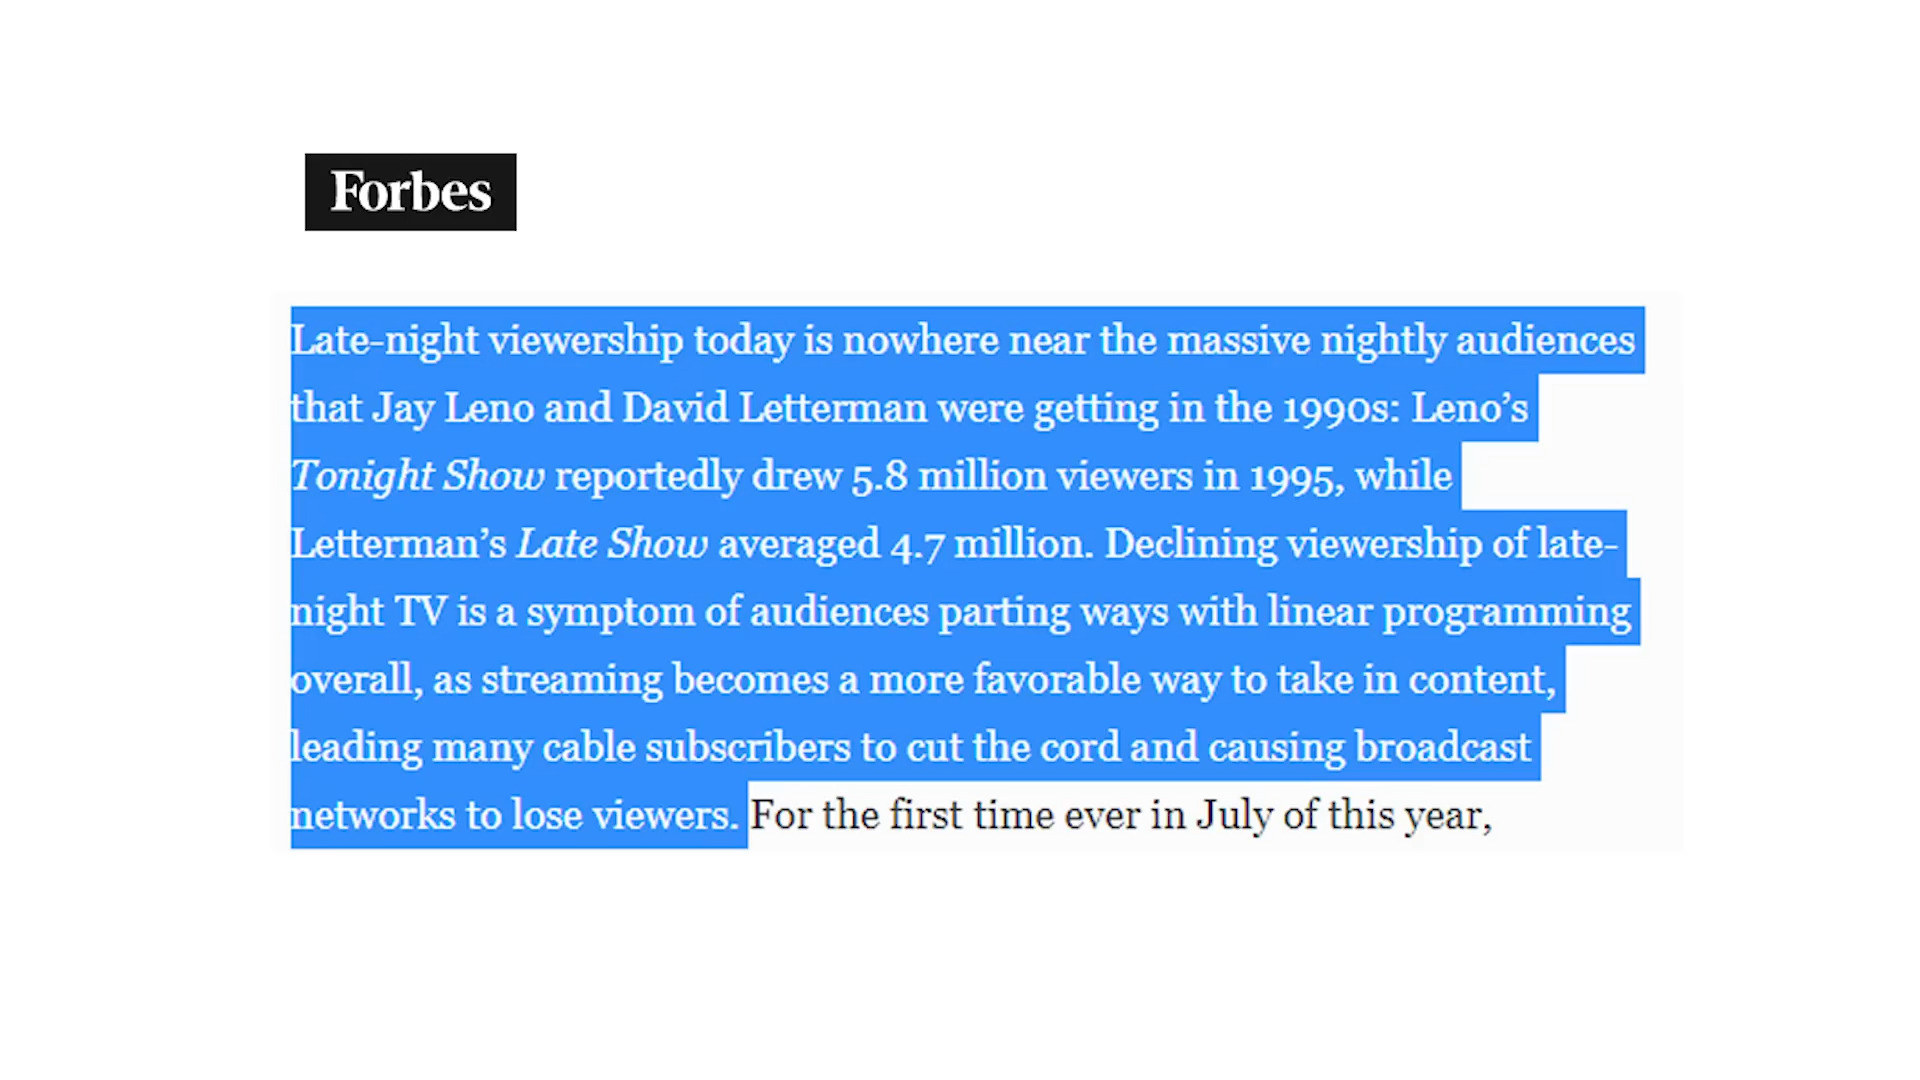 Forbes
Late-night viewership today is nowhere near the massive nightly audiences
that Jay Leno and David Letterman were getting in the 1990s: Leno’s
Tonight Show reportedly drew 5.8 million viewers in 1995, while
Letterman’s Late Show averaged 4.7 million. Declining viewership of late-
night TV is a symptom of audiences parting ways with linear programming
overall, as streaming becomes a more favorable way to take in content,
leading many cable subscribers to cut the cord and causing broadcast
networks to lose viewers. For the first time ever in July of this year,